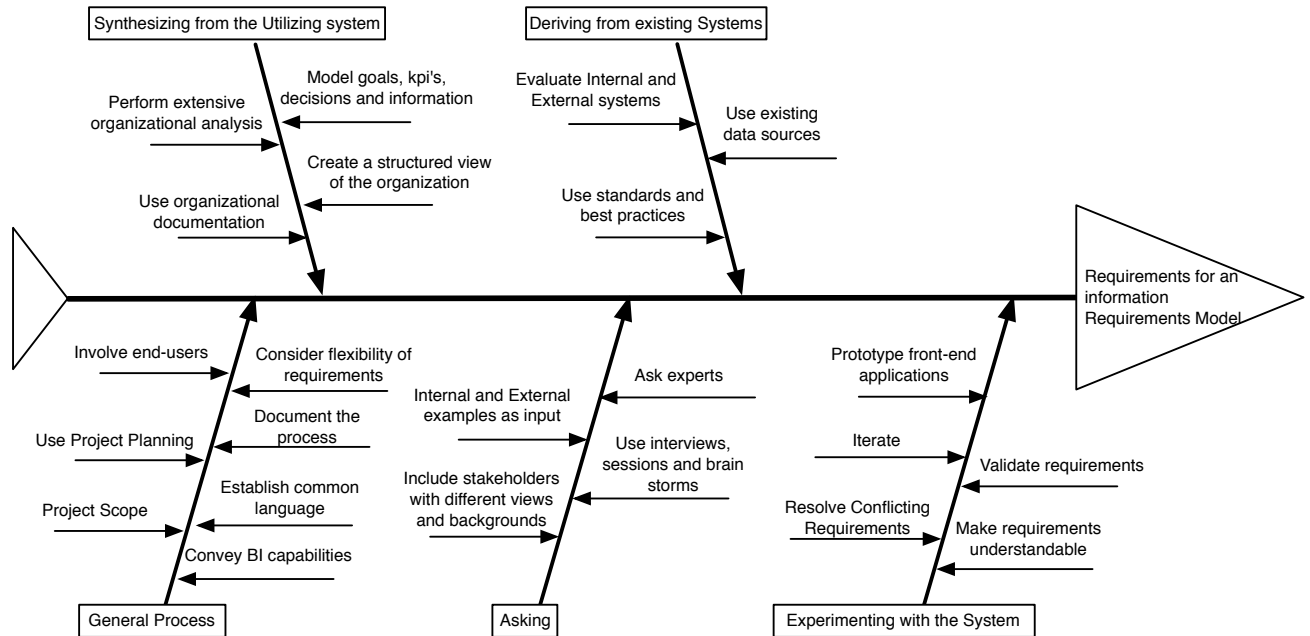 Synthesizing from the Utilizing system
Deriving from existing Systems
Model goals, kpi's,
decisions and information
Perform extensive
organizational analysis
Create a structured view
of the organization
Use organizational
documentation
Evaluate Internal and
External systems
Use existing
data sources
Use standards and
best practices
Requirements for an
information
Requirements Model
Involve end-users
Consider flexibility of
requirements
Document the
process
Use Project Planning
Establish common
language
Project Scope
Convey BI capabilities
General Process
Ask experts
Internal and External
examples as input
Use interviews,
sessions and brain
storms
Include stakeholders
with different views
and backgrounds
Asking
Prototype front-end
applications
Iterate
Validate requirements
Resolve Conflicting
Requirements
Make requirements
understandable
Experimenting with the System